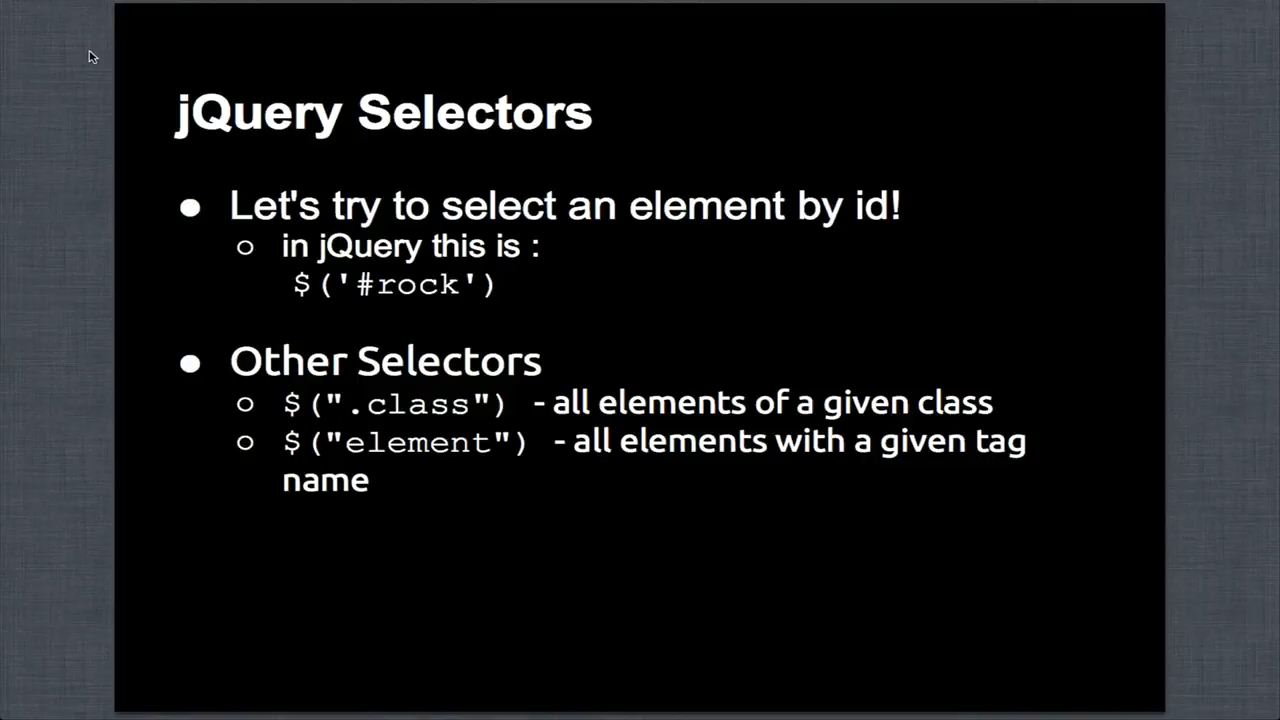 jQuery Selectors
● Let's try to select an element by id!
○ in jQuery this is :
$('#rock')
● Other Selectors
○ $(".class") - all elements of a given class
○ $("element") - all elements with a given tag
name